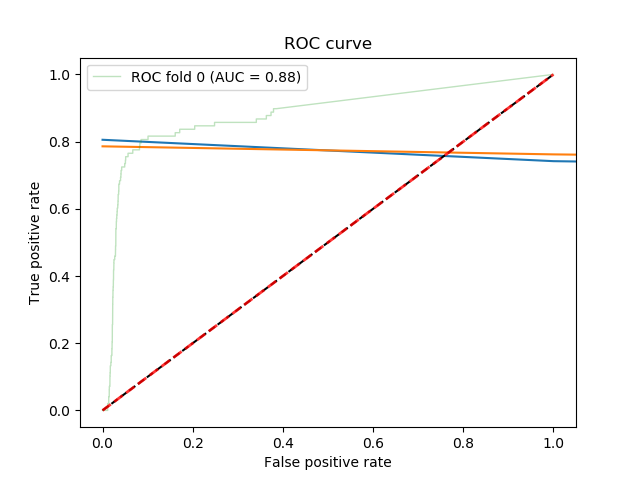 ROC curve
ROC fold 0 (AUC = 0.88)
1.0
0.8
0.6
0.4
0.2
0.0
True positive rate
0.0 0.2 0.4 0.6 0.8 1.0
False positive rate